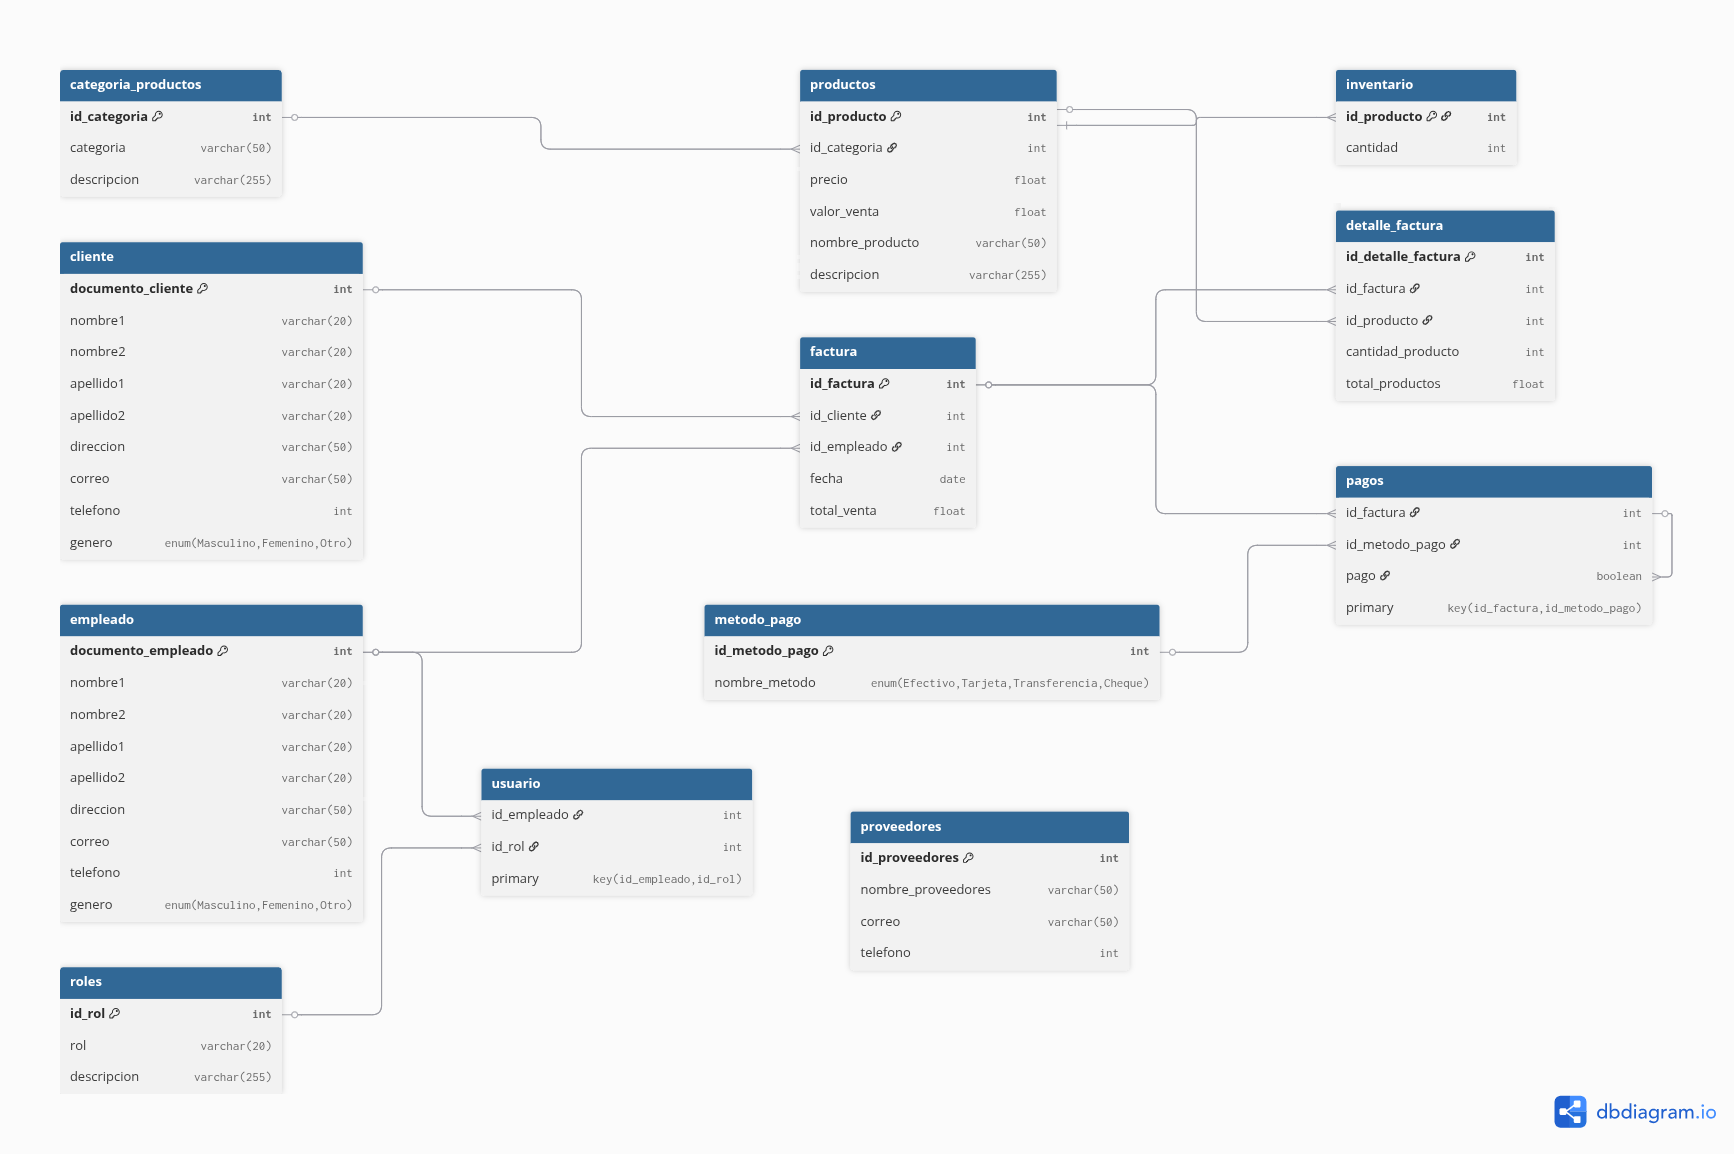 categoria_productos
id_categoria int
categoria varchar(50)
descripcion varchar(255)
productos
id_producto int
id_categoria int
precio float
valor_venta float
nombre_producto varchar(50)
descripcion varchar(255)
inventario
id_producto int
cantidad int
detalle_factura
id_detalle_factura int
id_factura int
id_producto int
cantidad_producto int
total_productos float
cliente
documento_cliente int
nombre1 varchar(20)
nombre2 varchar(20)
apellido1 varchar(20)
apellido2 varchar(20)
direccion varchar(50)
correo varchar(50)
telefono int
genero enum(Masculino,Femenino,Otro)
factura
id_factura int
id_cliente int
id_empleado int
fecha date
total_venta float
pagos
id_factura int
id_metodo_pago int
pago boolean
primary key(id_factura,id_metodo_pago)
empleado
documento_empleado int
nombre1 varchar(20)
nombre2 varchar(20)
apellido1 varchar(20)
apellido2 varchar(20)
direccion varchar(50)
correo varchar(50)
telefono int
genero enum(Masculino,Femenino,Otro)
metodo_pago
id_metodo_pago int
nombre_metodo enum(Efectivo,Tarjeta,Transferencia,Cheque)
usuario
id_empleado int
id_rol int
primary key(id_empleado,id_rol)
proveedores
id_proveedores int
nombre_proveedores varchar(50)
correo varchar(50)
telefono int
roles
id_rol int
rol varchar(20)
descripcion varchar(255)
dbdiagram.io